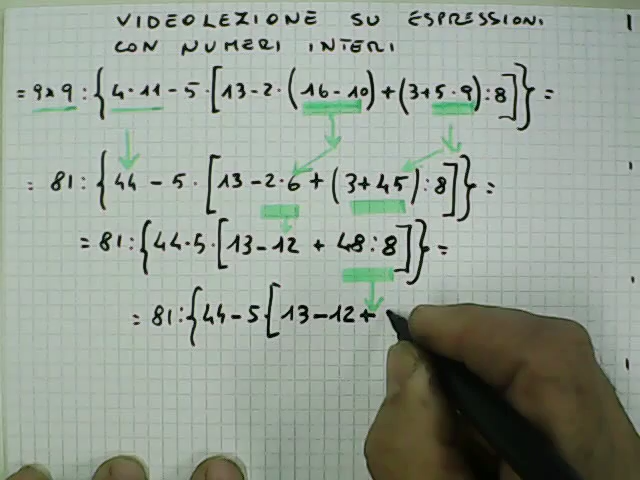 VIDEOLEZIONE SU ESPRESSIONI
CON NUMERI INTERI
= 9×9 : { 4·11 - 5·[13-2·(16-10)+(3+5·9):8]} =
= 81:{44 - 5·[13-2·6+(3+45):8]} =
= 81:{44-5·[13-12 + 48:8]} =
= 81:{44-5[13-12+